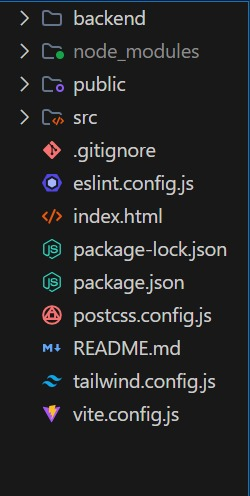 backend
node_modules
public
src
.gitignore
eslint.config.js
index.html
package-lock.json
package.json
postcss.config.js
README.md
tailwind.config.js
vite.config.js